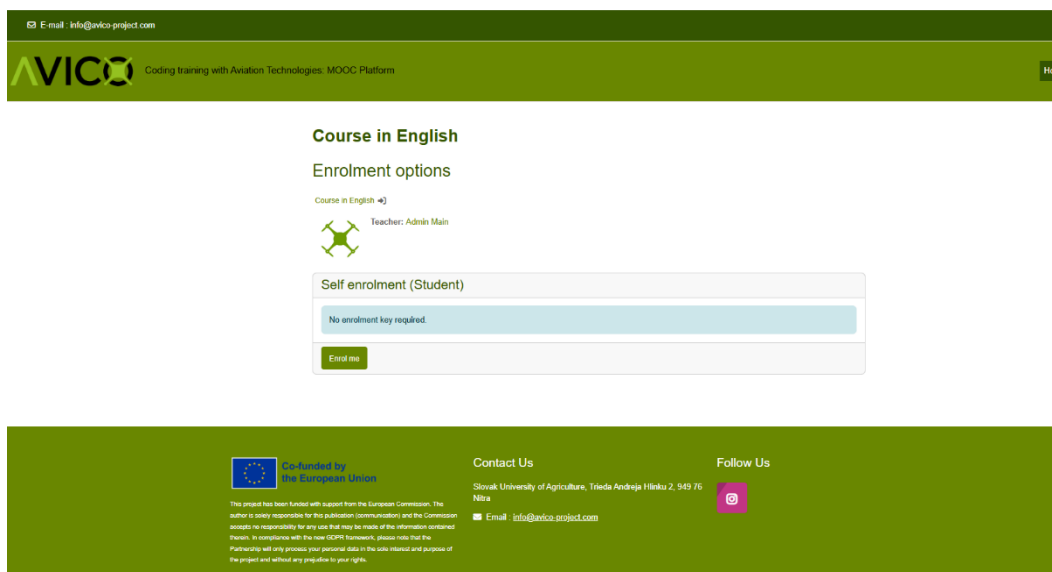 E-mail : info@avico-project.com
AVICO
Coding training with Aviation Technologies: MOOC Platform
Course in English
Enrolment options
Course in English
Teacher: Admin Main
Self enrolment (Student)
No enrolment key required.
Enrol me
Co-funded by
the European Union
This project has been funded with support from the European Commission. The
author is solely responsible for this publication (communication) and the Commission
accepts no responsibility for any use that may be made of the information contained
therein. In compliance with the new GDPR framework, please note that the
Partnership will only process your personal data in the sole interest and purpose of
the project and without any prejudice to your rights.
Contact Us
Slovak University of Agriculture, Trieda Andreja Hlinku 2, 949 76
Nitra
Email : info@avico-project.com
Follow Us